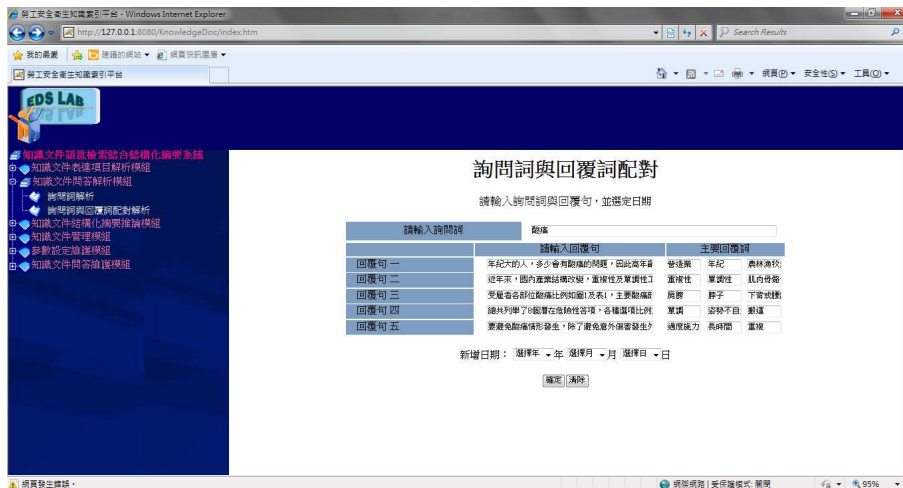 勞工安全衛生知識索引平台 - Windows Internet Explorer
http://127.0.0.1:8080/KnowledgeDoc/index.htm
Search Results
我的最愛 建議的網站 網頁快訊圖庫
勞工安全衛生知識索引平台
網頁(P) 安全性(S) 工具(O)
EDS LAB
知識文件語意檢索結合結構化摘要系統
知識文件表達項目解析模組
知識文件問答解析模組
詢問詞解析
詢問詞與回覆詞配對解析
知識文件結構化摘要推論模組
知識文件管理模組
參數設定維護模組
知識文件問答維護模組
詢問詞與回覆詞配對
請輸入詢問詞與回覆句，並選定日期
請輸入詢問詞 酸痛
請輸入回覆句 主要回覆詞
回覆句一 年紀大的人，多少會有酸痛的問題，因此高年 營造業 年紀 農林漁牧
回覆句二 近年來，國內產業結構改變，重複性及單調性工 重複性 單調性 肌肉骨骼
回覆句三 受雇者各部位酸痛比例如圖1及表1，主要酸痛部 肩膀 脖子 下背或腰
回覆句四 總共列舉了8個潛在危險性答項，各種選項比例 單調 姿勢不自 搬運
回覆句五 要避免酸痛情形發生，除了避免意外傷害發生外 過度施力 長時間 重複
新增日期： 選擇年 年 選擇月 月 選擇日 日
確定 清除
網頁發生錯誤。
網際網路 | 受保護模式: 關閉
95%